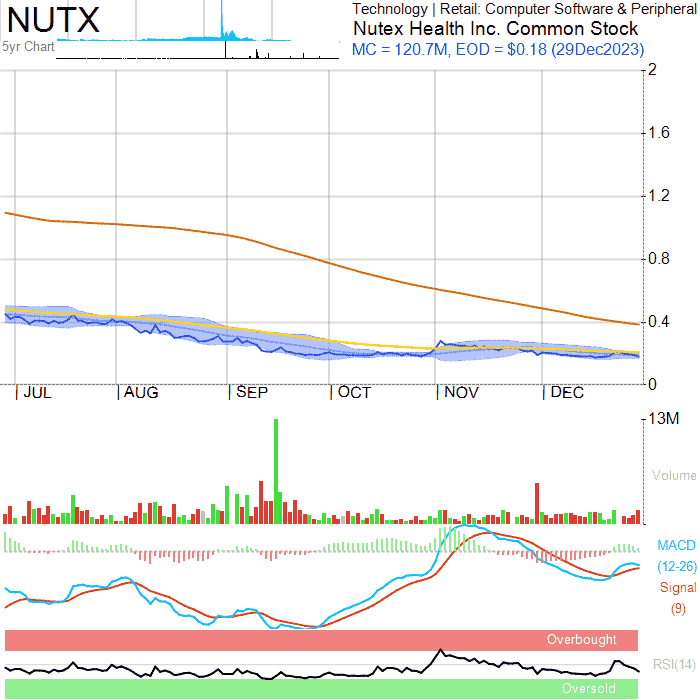 NUTX
5yr Chart
Technology | Retail: Computer Software & Peripheral
Nutex Health Inc. Common Stock
MC = 120.7M, EOD = $0.18 (29Dec2023)
2
1.6
1.2
0.8
0.4
0
JUL AUG SEP OCT NOV DEC
13M
Volume
MACD
(12-26)
Signal
(9)
Overbought
RSI(14)
Oversold